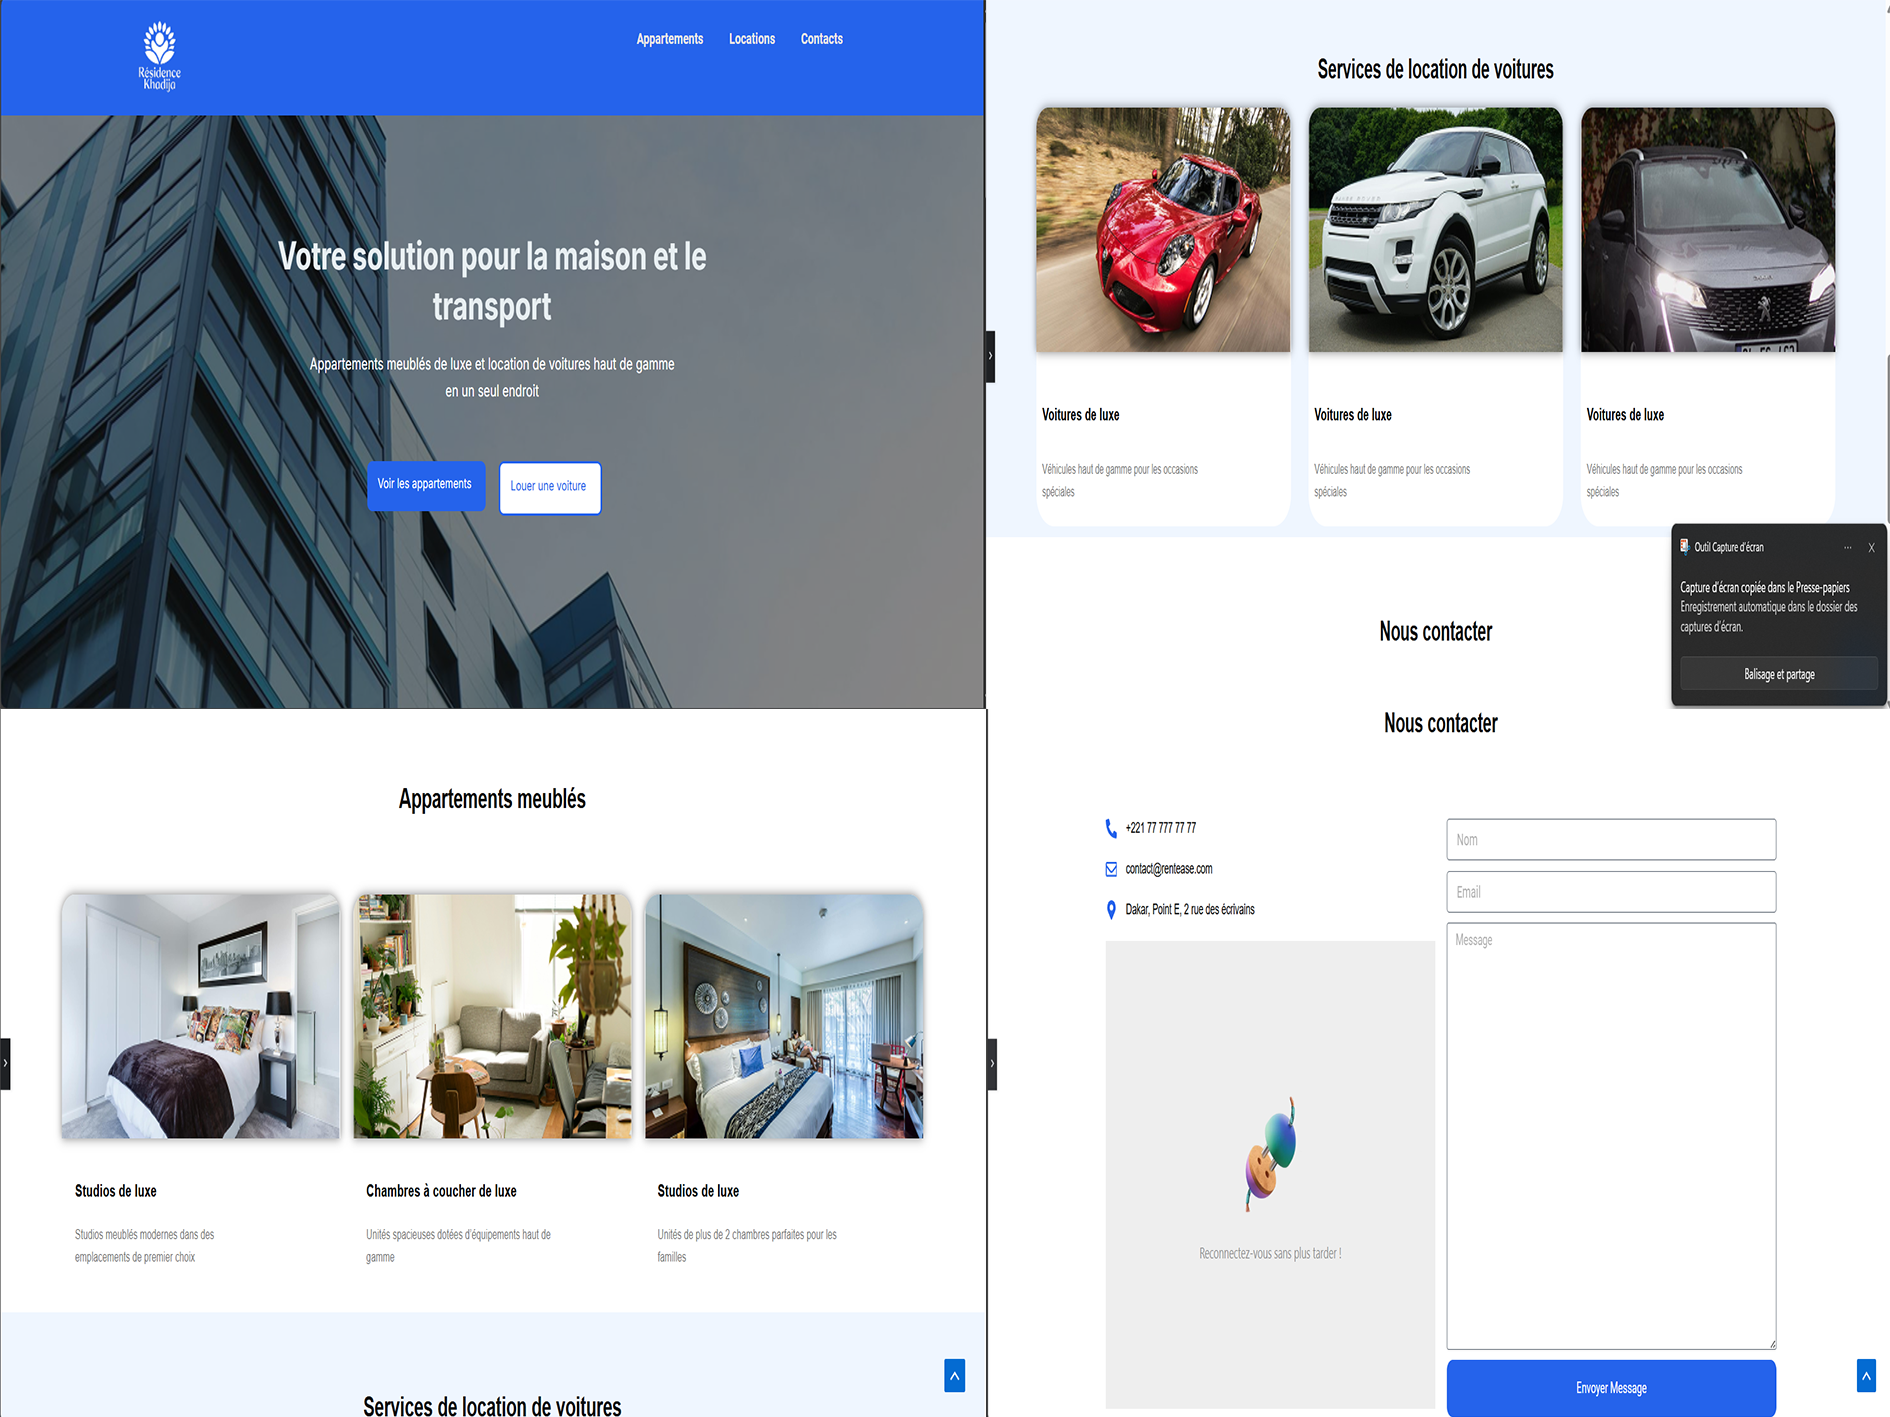 Résidence
Khadija
Appartements
Locations
Contacts
Votre solution pour la maison et le
transport
Appartements meublés de luxe et location de voitures haut de gamme
en un seul endroit
Voir les appartements
Louer une voiture
Services de location de voitures
Voitures de luxe
Véhicules haut de gamme pour les occasions
spéciales
Voitures de luxe
Véhicules haut de gamme pour les occasions
spéciales
Voitures de luxe
Véhicules haut de gamme pour les occasions
spéciales
Outil Capture d'écran
Capture d'écran copiée dans le Presse-papiers
Enregistrement automatique dans le dossier des
captures d'écran.
Balisage et partage
Nous contacter
Appartements meublés
Studios de luxe
Studios meublés modernes dans des
emplacements de premier choix
Chambres à coucher de luxe
Unités spacieuses dotées d'équipements haut de
gamme
Studios de luxe
Unités de plus de 2 chambres parfaites pour les
familles
Services de location de voitures
Nous contacter
+221 77 777 77 77
contact@rentease.com
Dakar, Point E, 2 rue des écrivains
Reconnectez-vous sans plus tarder !
Nom
Email
Message
Envoyer Message